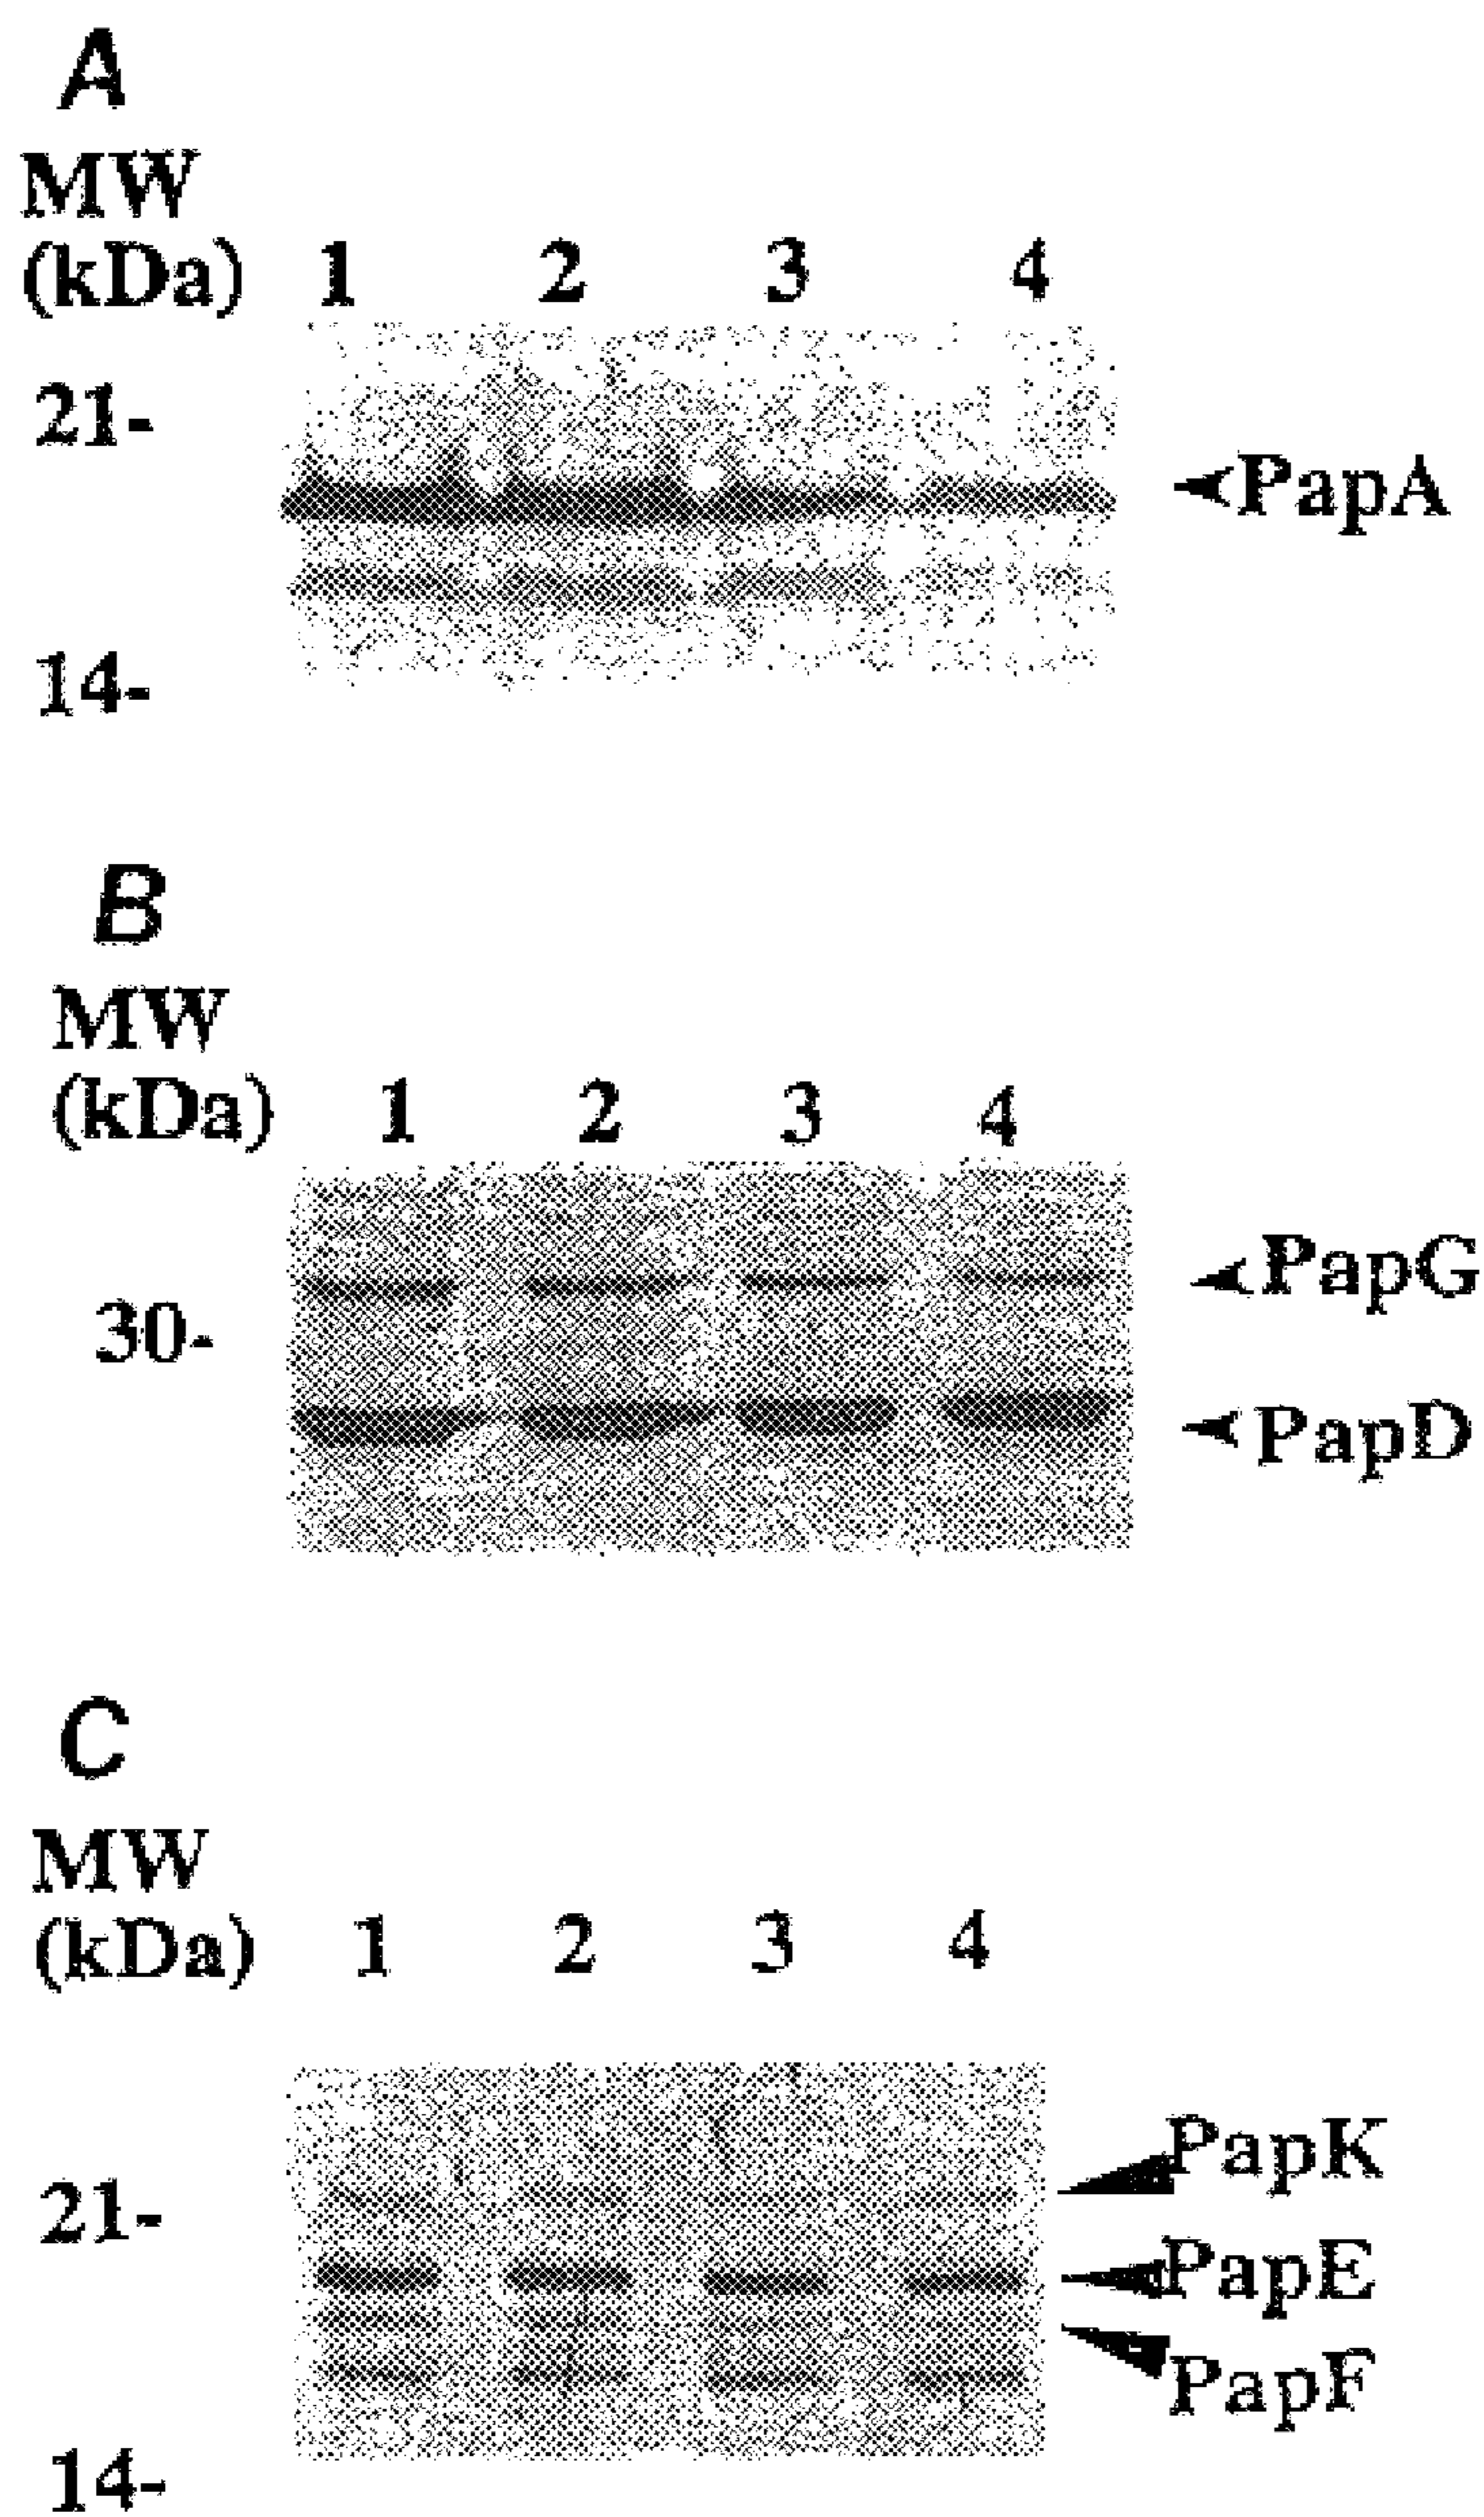 A
MW
(kDa) 1 2 3 4
21-
PapA
14-
B
MW
(kDa) 1 2 3 4
PapG
30-
PapD
C
MW
(kDa) 1 2 3 4
PapK
21-
PapE
PapF
14-